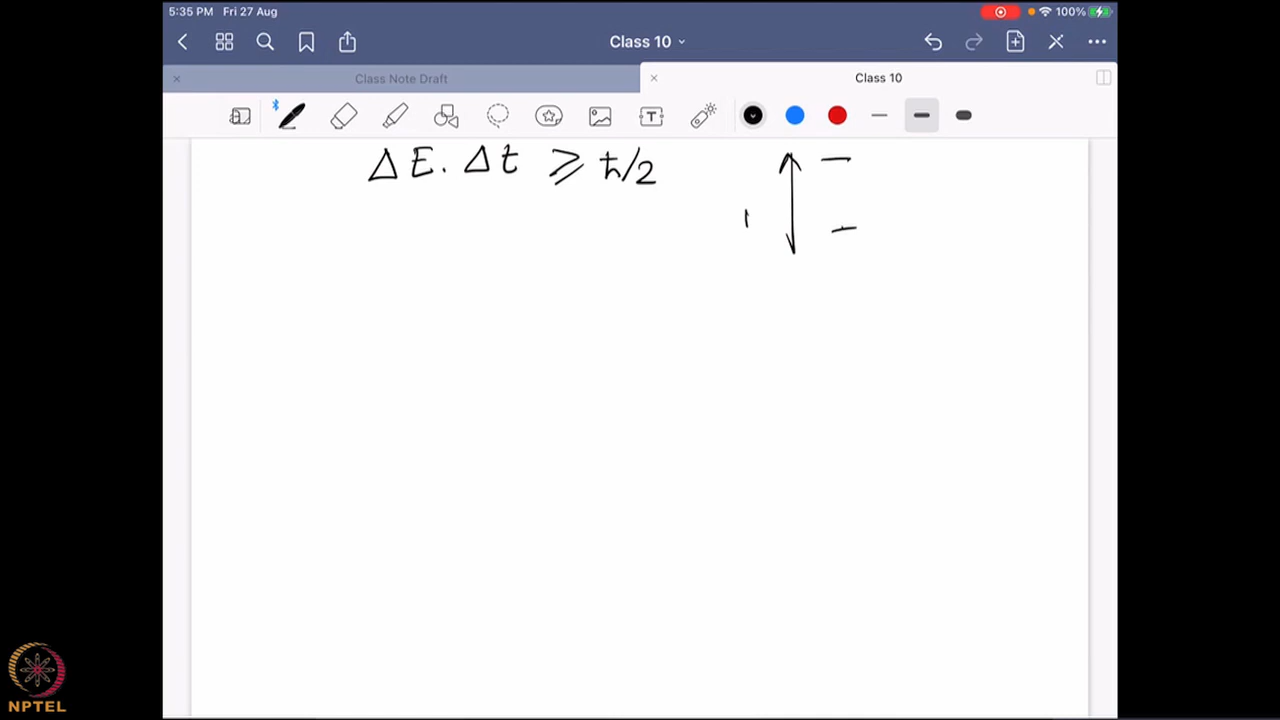 5:35 PM Fri 27 Aug
100%
Class 10
Class Note Draft
Class 10
T
ΔE. Δt ⩾ ħ/2
NPTEL